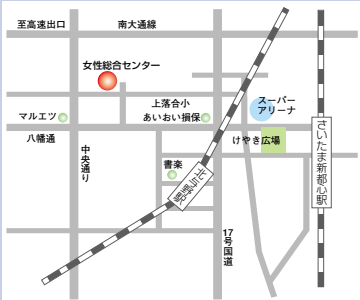 至高速出口
南大通線
女性総合センター
マルエツ
上落合小
あいおい損保
スーパー
アリーナ
八幡通
けやき広場
中央通り
書楽
北与野駅
さいたま新都心駅
17号国道